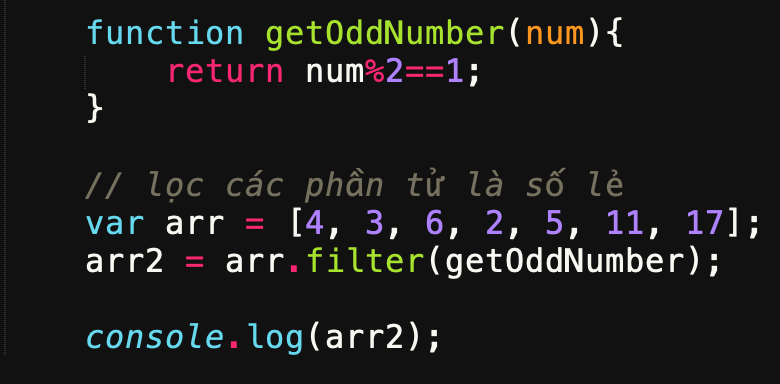 function getOddNumber(num){
return num%2==1;
}
// lọc các phần tử là số lẻ
var arr = [4, 3, 6, 2, 5, 11, 17];
arr2 = arr.filter(getOddNumber);
console.log(arr2);